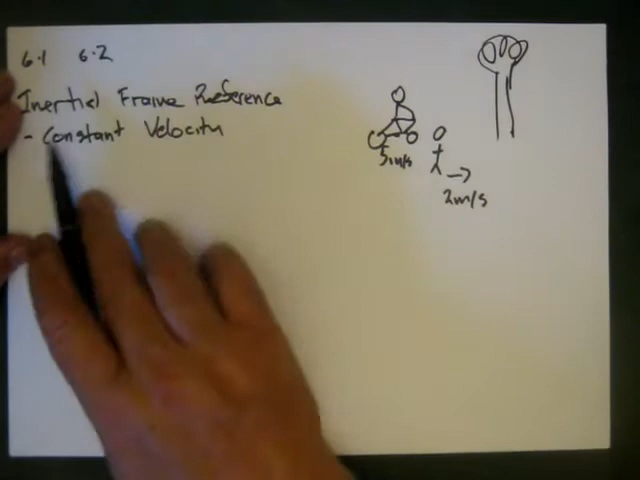 6.1 6.2
Inertial Frame Reference
- Constant Velocity
5m/s
2m/s